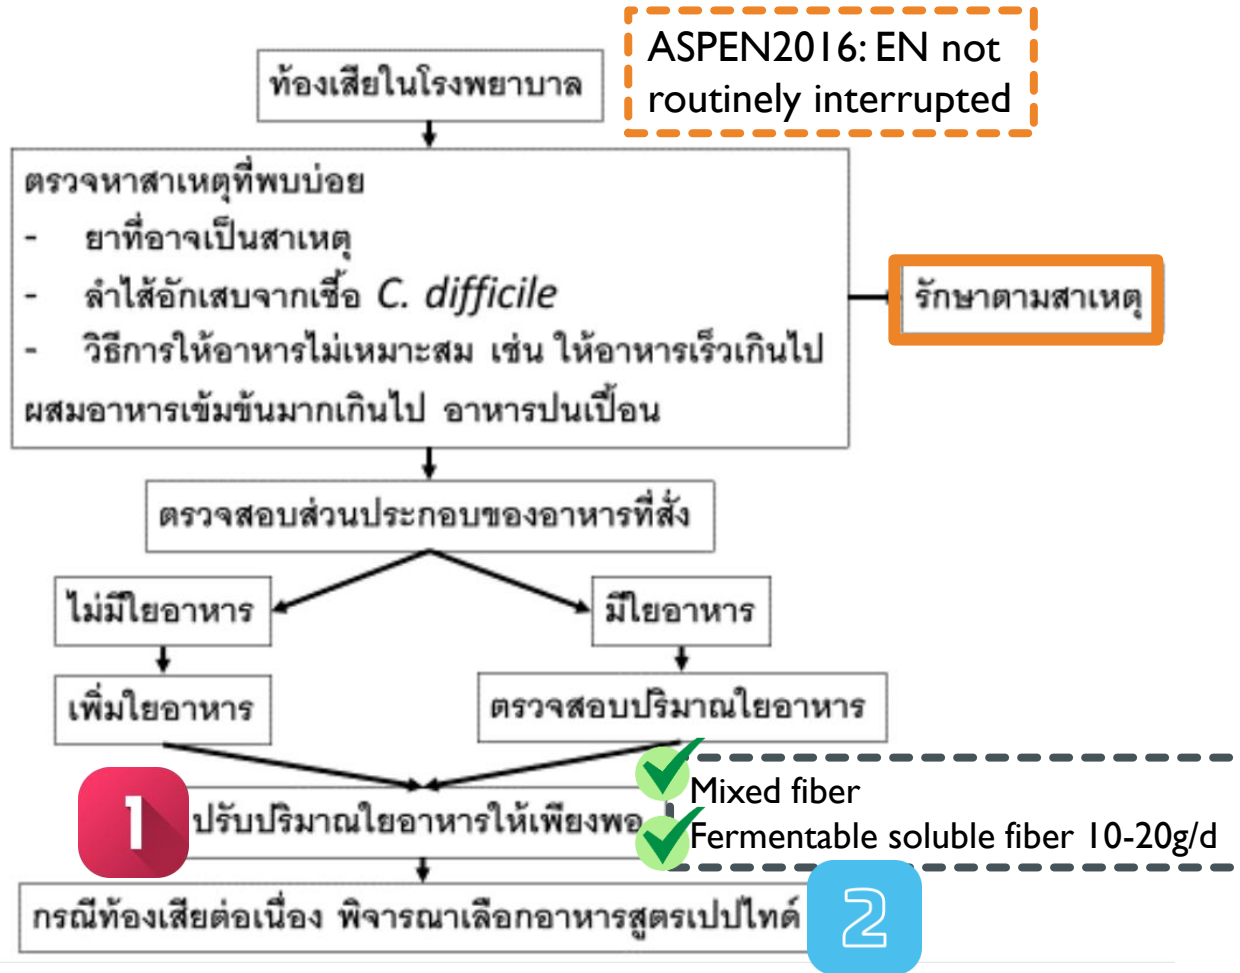 ASPEN2016: EN not
routinely interrupted
ท้องเสียในโรงพยาบาล
ตรวจหาสาเหตุที่พบบ่อย
- ยาที่อาจเป็นสาเหตุ
- ลำไส้อักเสบจากเชื้อ C. difficile
- วิธีการให้อาหารไม่เหมาะสม เช่น ให้อาหารเร็วเกินไป
ผสมอาหารเข้มข้นมากเกินไป อาหารปนเปื้อน
รักษาตามสาเหตุ
ตรวจสอบส่วนประกอบของอาหารที่สั่ง
ไม่มีใยอาหาร
มีใยอาหาร
เพิ่มใยอาหาร
ตรวจสอบปริมาณใยอาหาร
1
ปรับปริมาณใยอาหารให้เพียงพอ
Mixed fiber
Fermentable soluble fiber 10-20g/d
กรณีท้องเสียต่อเนื่อง พิจารณาเลือกอาหารสูตรเปปไทด์
2